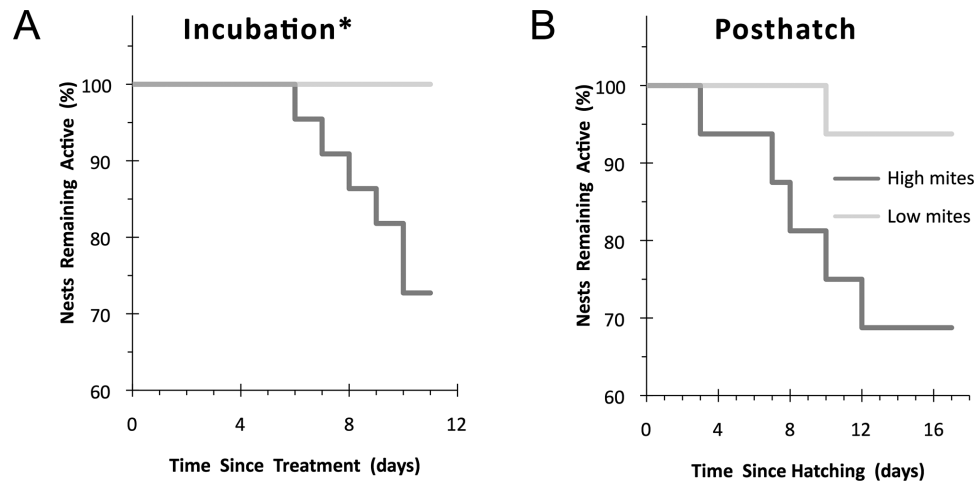 A
Incubation*
Nests Remaining Active (%)
100
90
80
70
60
0 4 8 12
Time Since Treatment (days)
B
Posthatch
Nests Remaining Active (%)
100
90
80
70
60
High mites
Low mites
0 4 8 12 16
Time Since Hatching (days)